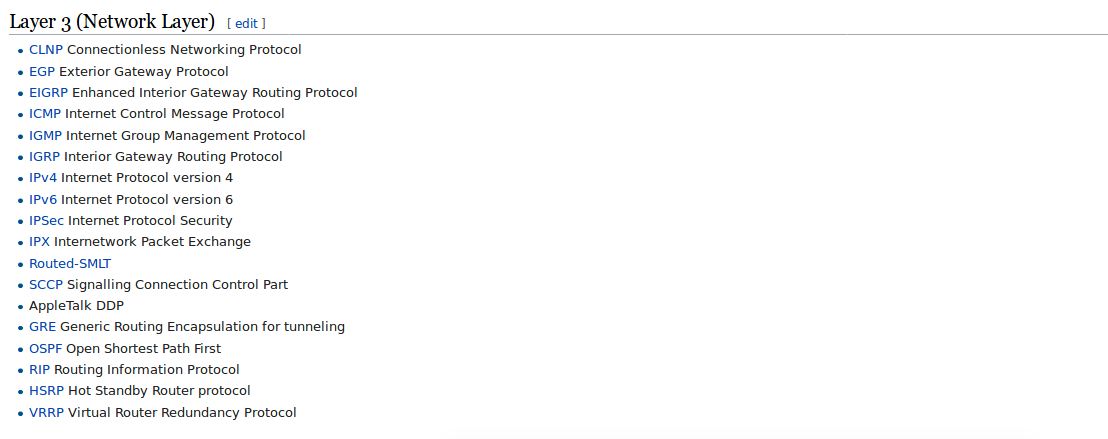 Layer 3 (Network Layer) [ edit ]
• CLNP Connectionless Networking Protocol
• EGP Exterior Gateway Protocol
• EIGRP Enhanced Interior Gateway Routing Protocol
• ICMP Internet Control Message Protocol
• IGMP Internet Group Management Protocol
• IGRP Interior Gateway Routing Protocol
• IPv4 Internet Protocol version 4
• IPv6 Internet Protocol version 6
• IPSec Internet Protocol Security
• IPX Internetwork Packet Exchange
• Routed-SMLT
• SCCP Signalling Connection Control Part
• AppleTalk DDP
• GRE Generic Routing Encapsulation for tunneling
• OSPF Open Shortest Path First
• RIP Routing Information Protocol
• HSRP Hot Standby Router protocol
• VRRP Virtual Router Redundancy Protocol